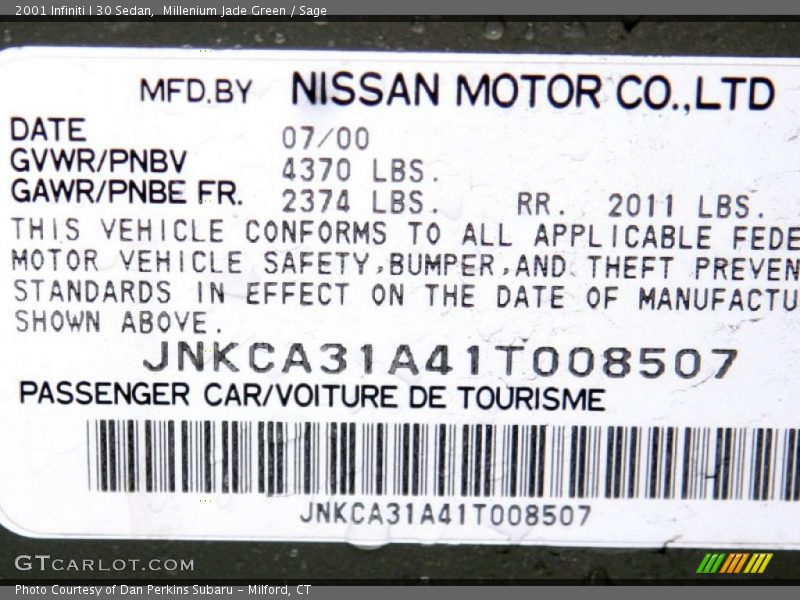 2001 Infiniti I 30 Sedan,  Millenium Jade Green / Sage
MFD.BY NISSAN MOTOR CO.,LTD
DATE 07/00
GVWR/PNBV 4370 LBS.
GAWR/PNBE FR. 2374 LBS. RR. 2011 LBS.
THIS VEHICLE CONFORMS TO ALL APPLICABLE FEDE
MOTOR VEHICLE SAFETY,BUMPER,AND THEFT PREVEN
STANDARDS IN EFFECT ON THE DATE OF MANUFACTU
SHOWN ABOVE.
JNKCA31A41T008507
PASSENGER CAR/VOITURE DE TOURISME
JNKCA31A41T008507
GTCARLOT.COM
Photo Courtesy of Dan Perkins Subaru - Milford, CT